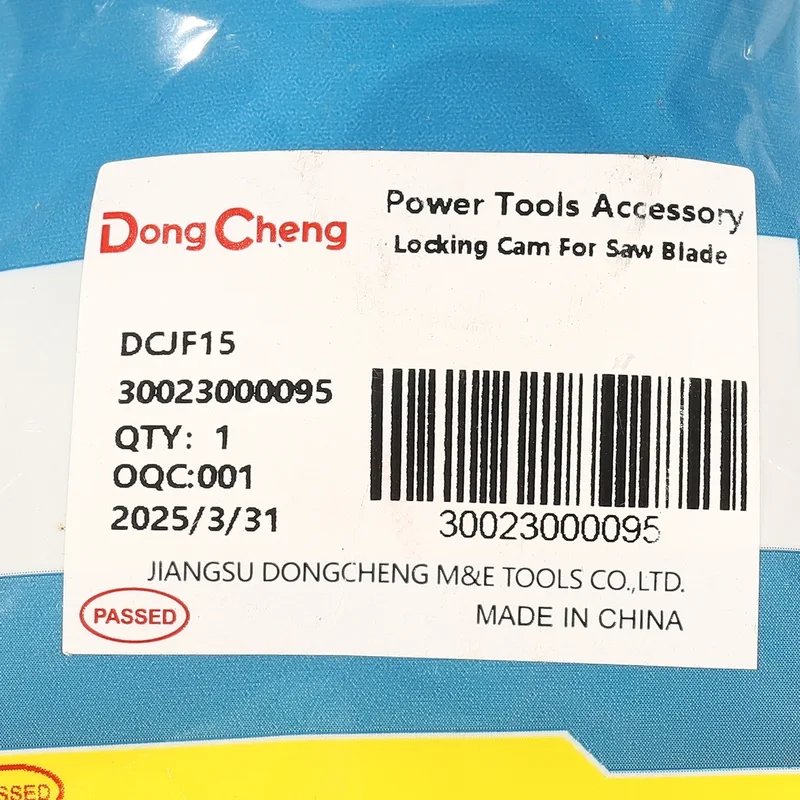 Dong Cheng
Power Tools Accessory
Locking Cam For Saw Blade
DCJF15
30023000095
QTY: 1
OQC:001
2025/3/31
30023000095
JIANGSU DONGCHENG M&E TOOLS CO.,LTD.
PASSED
MADE IN CHINA
SSED